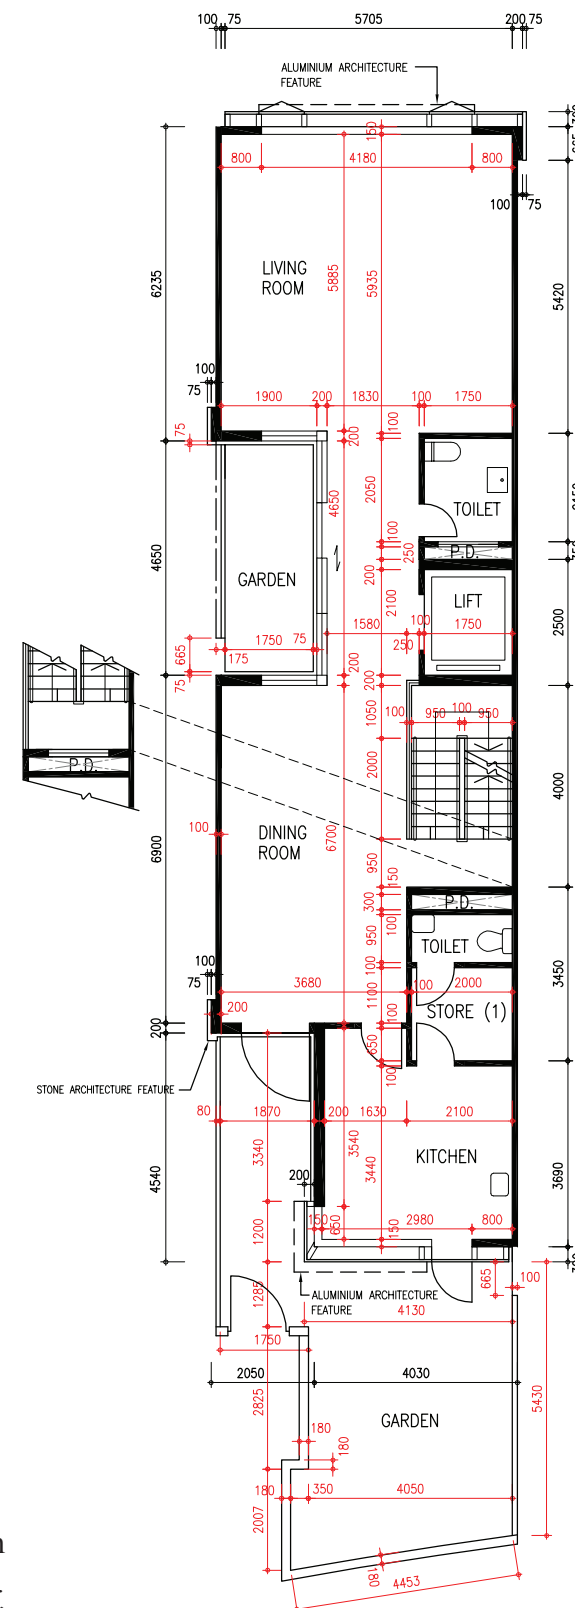 100 75 5705 200 75
ALUMINIUM ARCHITECTURE
FEATURE
150
800 4180 800
100 75
6235
LIVING
ROOM
5885
5935
5420
100
75
1900 200 1830 100 1750
75
200
100
2050
4650
TOILET
100
P.D.
250
4650
GARDEN
200
2100
LIFT
2500
1580
100
1750
250
665
1750 75
175
75
200
200
1050
100 950 100 950
P.D.
2000
4000
100
DINING
ROOM
6700
6900
950
150
P.D.
300
100
950
TOILET
3450
100
75
100
3680 100 2000
1100
STORE (1)
200
200
100
650
100
STONE ARCHITECTURE FEATURE
80 1870 200 1630 2100
3340
3540
3440
KITCHEN
3690
4540
200
150 650 150 2980 800
1200
665
100
1285
ALUMINIUM ARCHITECTURE
FEATURE
4130
1750
2050 4030
2825
5430
GARDEN
180
180
180 350 4050
2007
180
4453